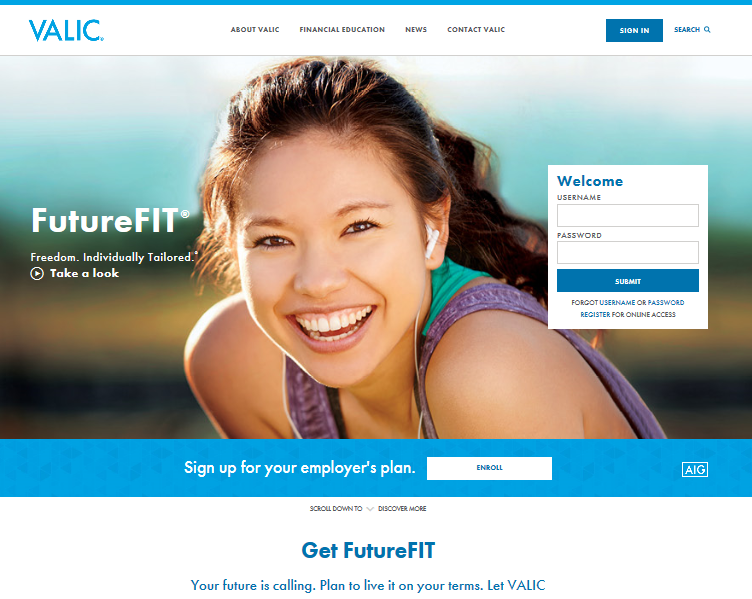 VALIC®
ABOUT VALIC
FINANCIAL EDUCATION
NEWS
CONTACT VALIC
SIGN IN
SEARCH
FutureFIT®
Freedom. Individually Tailored.®
Take a look
Welcome
USERNAME
PASSWORD
SUBMIT
FORGOT USERNAME OR PASSWORD
REGISTER FOR ONLINE ACCESS
Sign up for your employer's plan.
ENROLL
AIG
SCROLL DOWN TO DISCOVER MORE
Get FutureFIT
Your future is calling. Plan to live it on your terms. Let VALIC